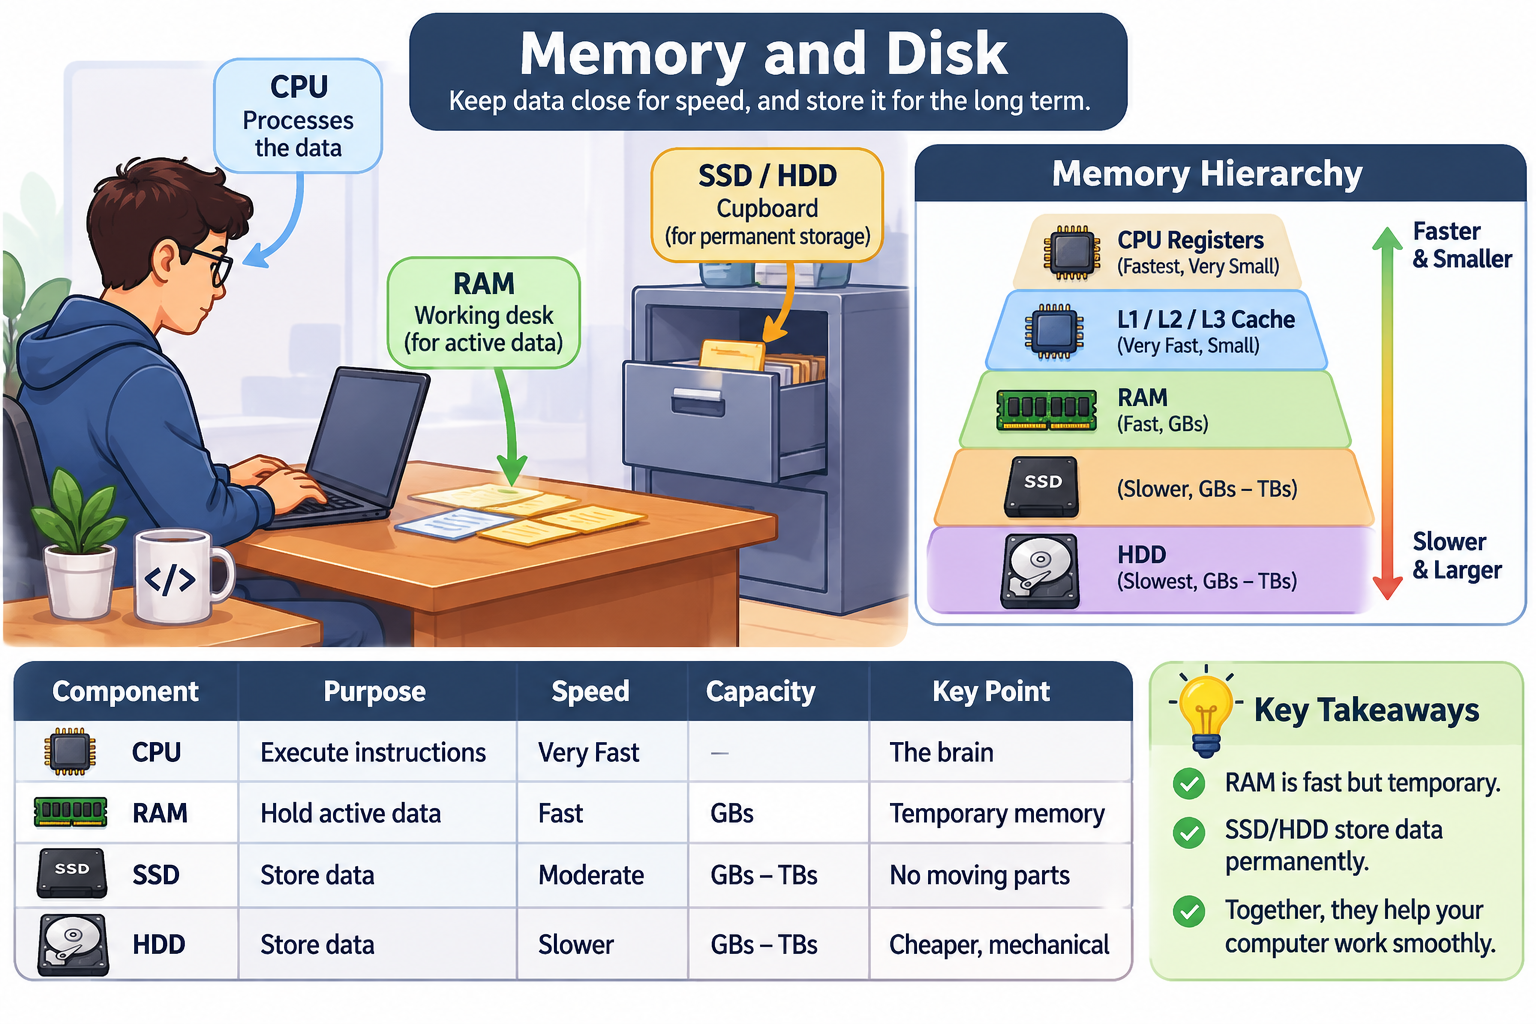 Memory and Disk
Keep data close for speed, and store it for the long term.
CPU
Processes
the data
RAM
Working desk
(for active data)
SSD / HDD
Cupboard
(for permanent storage)
</>
Memory Hierarchy
CPU Registers
(Fastest, Very Small)
L1 / L2 / L3 Cache
(Very Fast, Small)
RAM
(Fast, GBs)
SSD
(Slower, GBs – TBs)
HDD
(Slowest, GBs – TBs)
Faster
& Smaller
Slower
& Larger
Component Purpose Speed Capacity Key Point
CPU Execute instructions Very Fast — The brain
RAM Hold active data Fast GBs Temporary memory
SSD SSD Store data Moderate GBs – TBs No moving parts
HDD Store data Slower GBs – TBs Cheaper, mechanical
Key Takeaways
RAM is fast but temporary.
SSD/HDD store data
permanently.
Together, they help your
computer work smoothly.